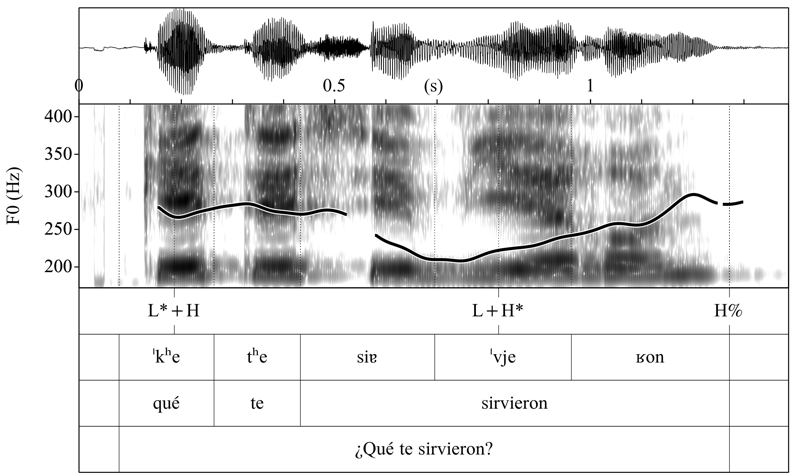 0 0.5 (s) 1
400
350
300
250
200
F0 (Hz)
L*+H L+H* H%
ˈkʰe tʰe siɐ ˈvje ʁon
qué te sirvieron
¿Qué te sirvieron?